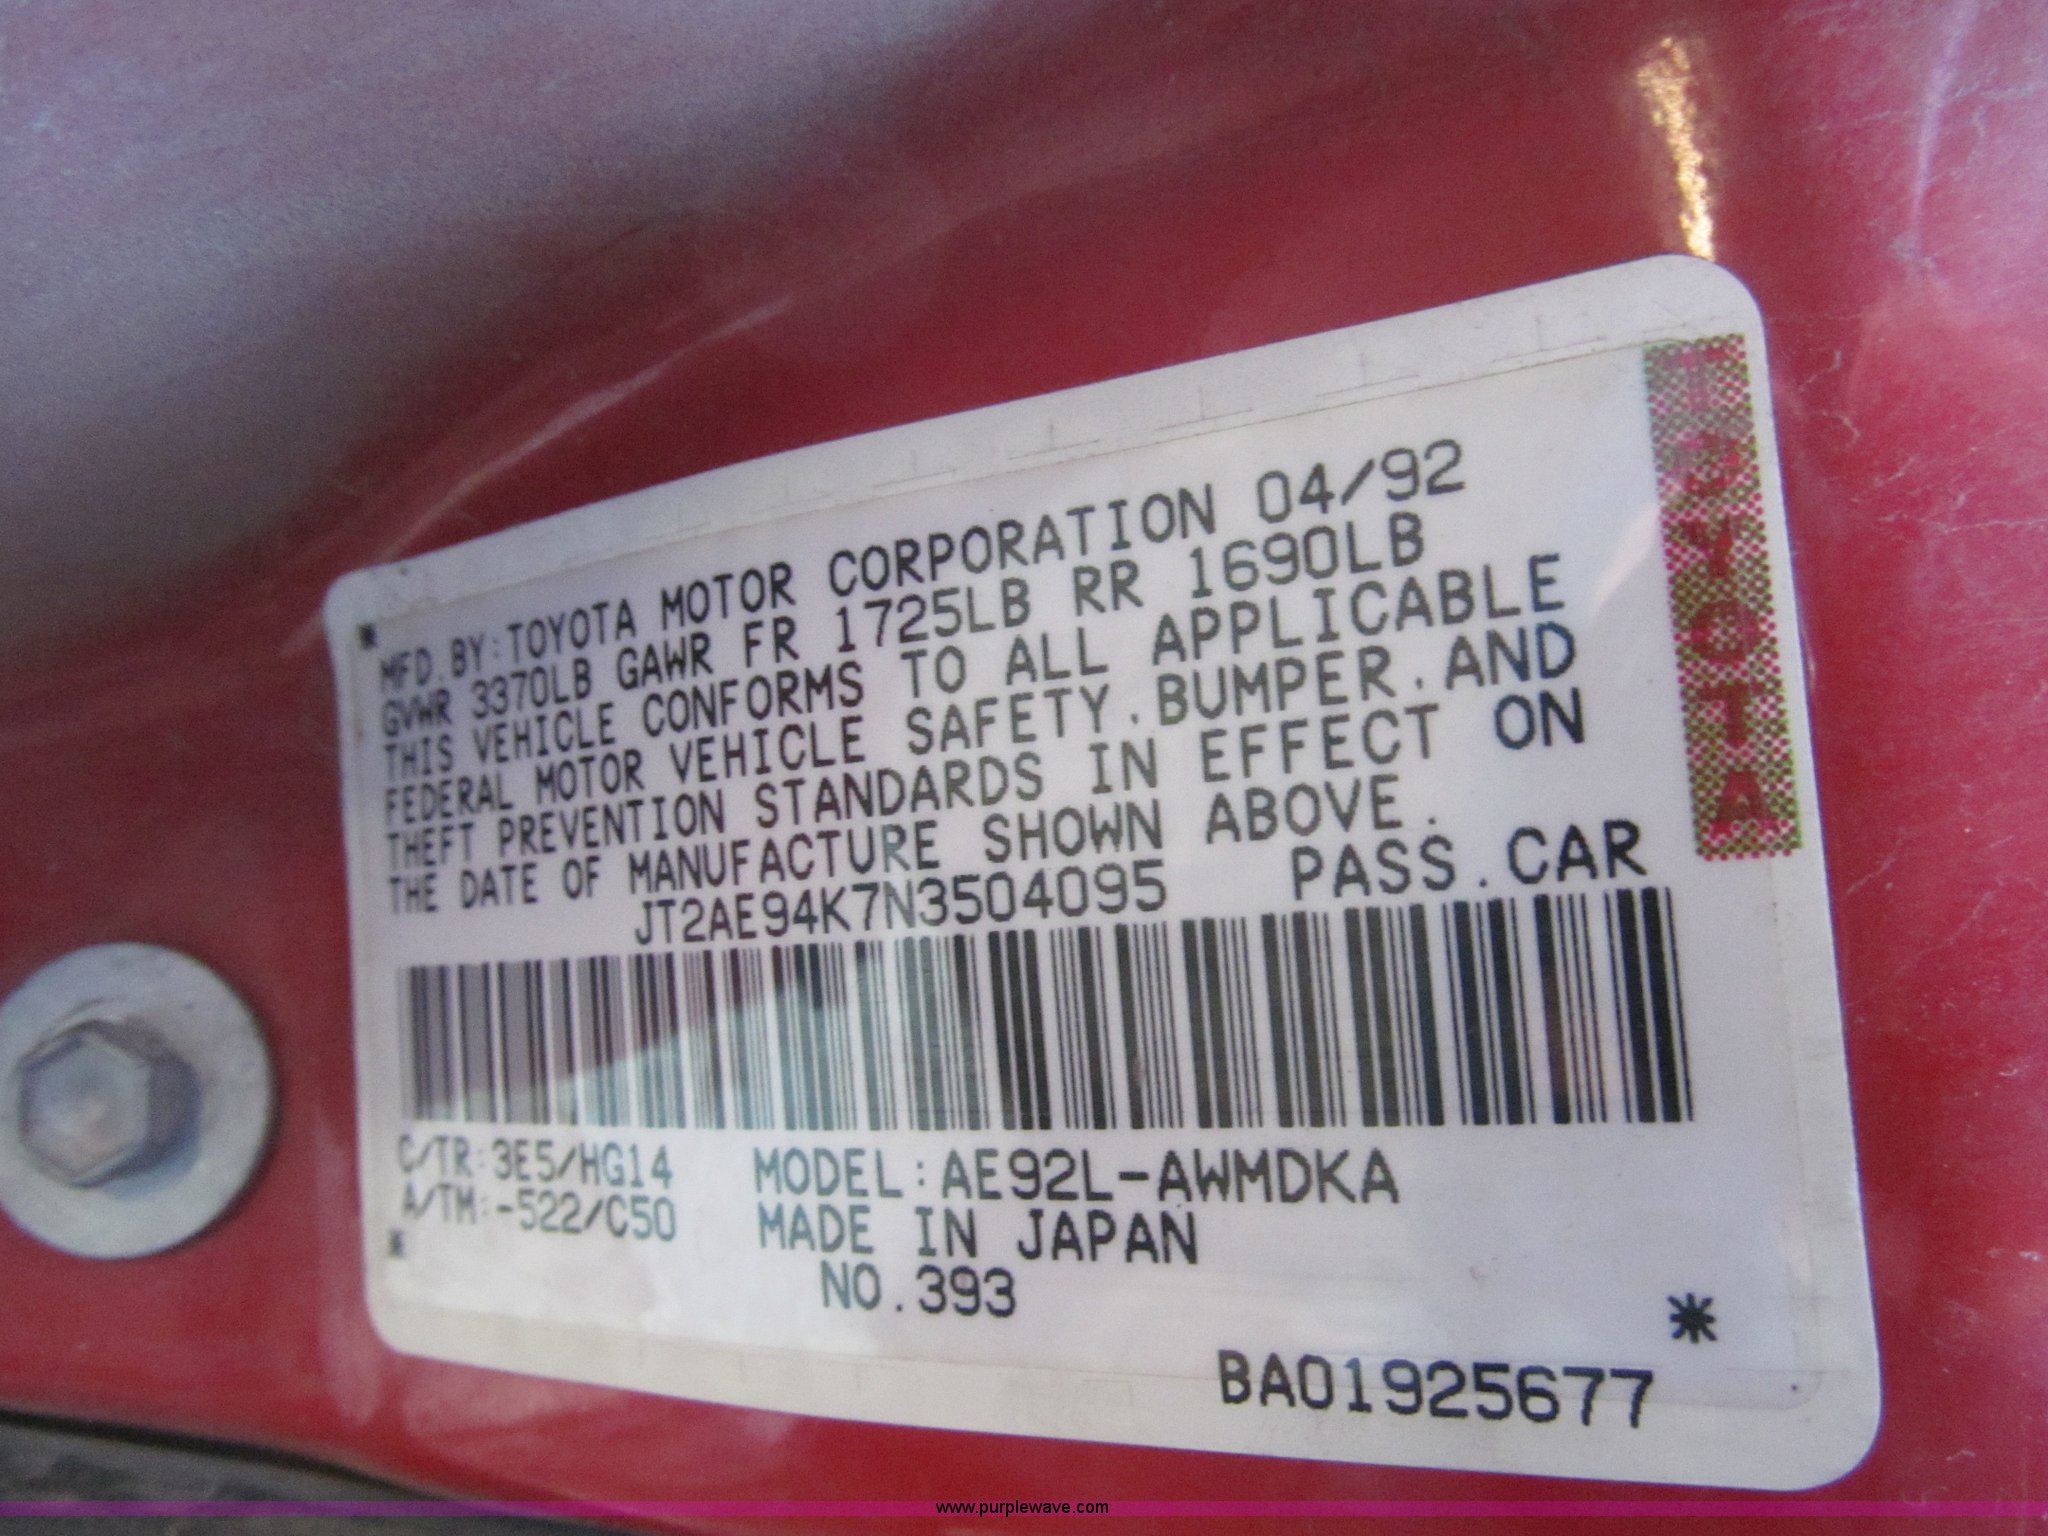 MFD.BY:TOYOTA MOTOR CORPORATION 04/92
GVWR 3370LB GAWR FR 1725LB RR 1690LB
THIS VEHICLE CONFORMS TO ALL APPLICABLE
FEDERAL MOTOR VEHICLE SAFETY.BUMPER.AND
THEFT PREVENTION STANDARDS IN EFFECT ON
THE DATE OF MANUFACTURE SHOWN ABOVE.
JT2AE94K7N3504095 PASS.CAR
C/TR:3E5/HG14 MODEL:AE92L-AWMDKA
A/TM:-522/C50 MADE IN JAPAN
NO.393
BA01925677
TOYOTA
www.purplewave.com